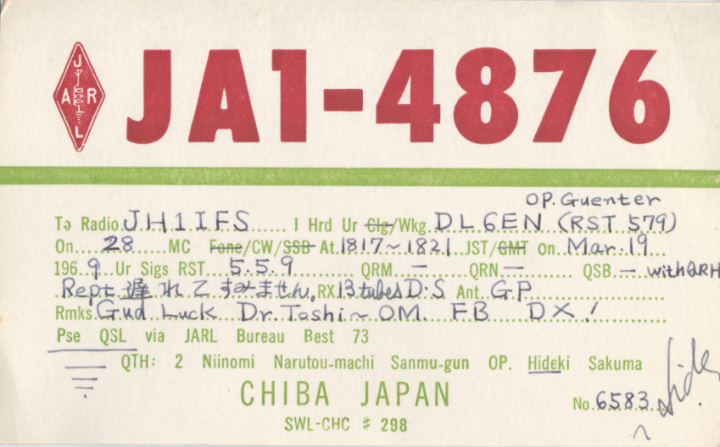 JARL
JA1-4876
OP. Guenter
To Radio JH1IFS I Hrd Ur Clg/Wkg DL6EN (RST 579)
On 28 MC Fone/CW/SSB At 1817~1821 JST/GMT on Mar. 19
1969 Ur Sigs RST 5.5.9 QRM — QRN — QSB — with QRH
Rept 遅れてすみません。 RX 13 tubes D.S Ant GP
Rmks Gud Luck Dr. Toshi~OM. FB DX!
Pse QSL via JARL Bureau Best 73
QTH: 2 Niinomi Narutou-machi Sanmu-gun OP. Hideki Sakuma
CHIBA JAPAN
No. 6583
SWL-CHC # 298